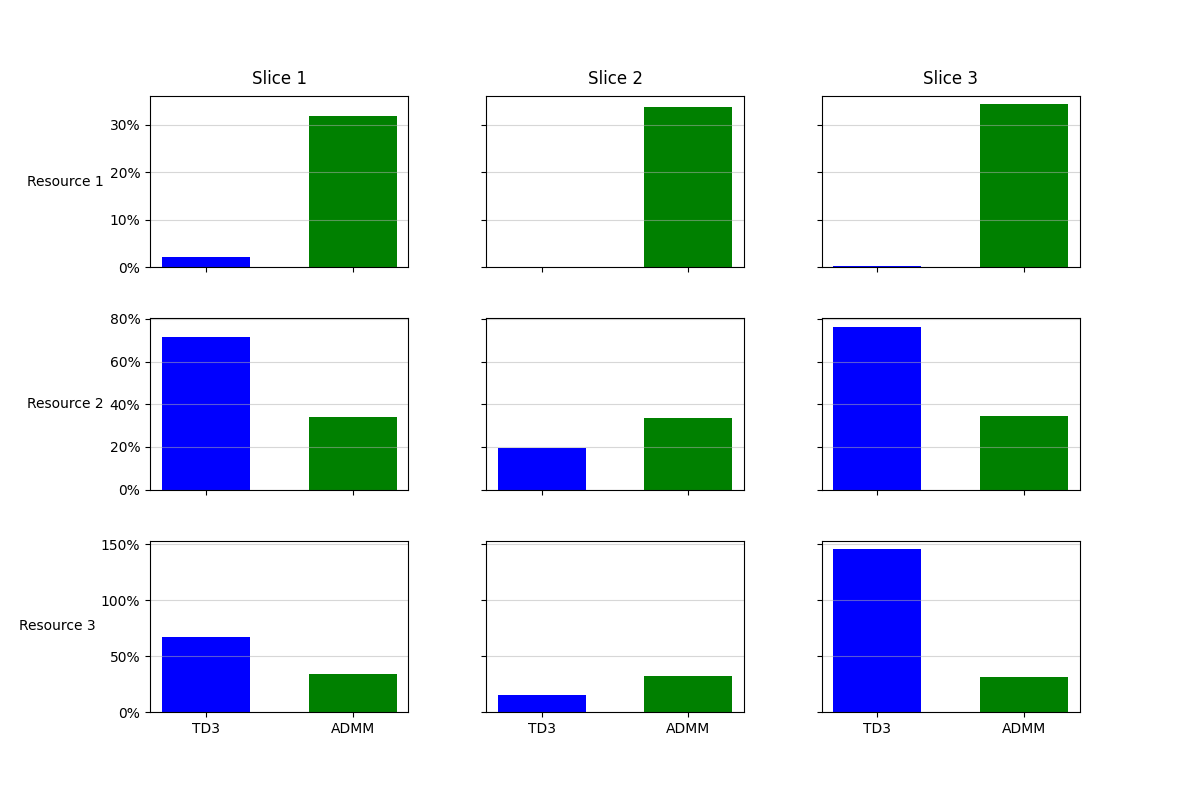 Slice 1 Slice 2 Slice 3
Resource 1
30%
20%
10%
0%
Resource 2
80%
60%
40%
20%
0%
Resource 3
150%
100%
50%
0%
TD3 ADMM TD3 ADMM TD3 ADMM